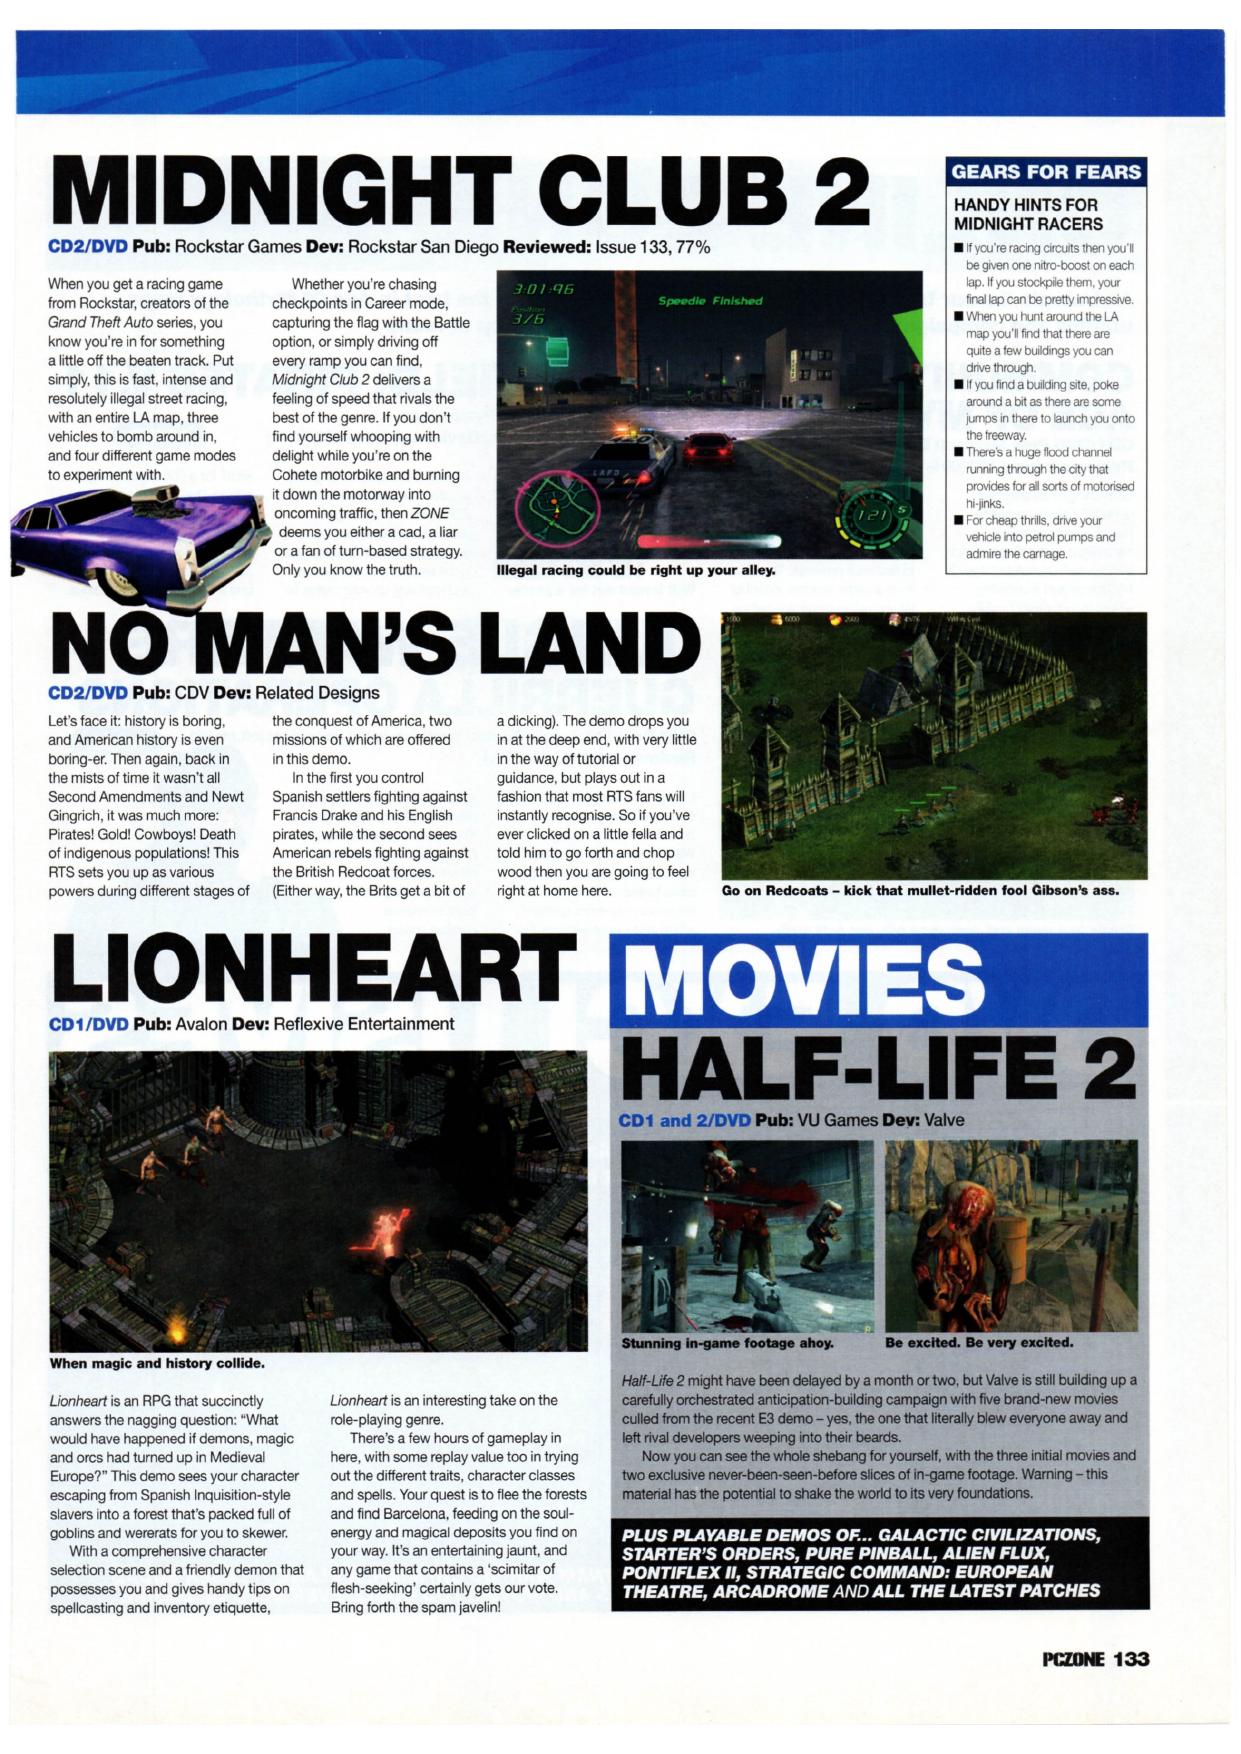 MIDNIGHT CLUB 2
CD2/DVD Pub: Rockstar Games Dev: Rockstar San Diego Reviewed: Issue 133, 77%
When you get a racing game
from Rockstar, creators of the
Grand Theft Auto series, you
know you're in for something
a little off the beaten track. Put
simply, this is fast, intense and
resolutely illegal street racing,
with an entire LA map, three
vehicles to bomb around in,
and four different game modes
to experiment with.
Whether you're chasing
checkpoints in Career mode,
capturing the flag with the Battle
option, or simply driving off
every ramp you can find,
Midnight Club 2 delivers a
feeling of speed that rivals the
best of the genre. If you don't
find yourself whooping with
delight while you're on the
Cohete motorbike and burning
it down the motorway into
oncoming traffic, then ZONE
deems you either a cad, a liar
or a fan of turn-based strategy.
Only you know the truth.
3:01:96
Position
3/6
Speedie Finished
LAPD
121 5
Illegal racing could be right up your alley.
GEARS FOR FEARS
HANDY HINTS FOR
MIDNIGHT RACERS
■ If you're racing circuits then you'll
be given one nitro-boost on each
lap. If you stockpile them, your
final lap can be pretty impressive.
■ When you hunt around the LA
map you'll find that there are
quite a few buildings you can
drive through.
■ If you find a building site, poke
around a bit as there are some
jumps in there to launch you onto
the freeway.
■ There's a huge flood channel
running through the city that
provides for all sorts of motorised
hi-jinks.
■ For cheap thrills, drive your
vehicle into petrol pumps and
admire the carnage.
NO MAN'S LAND
CD2/DVD Pub: CDV Dev: Related Designs
Let's face it: history is boring,
and American history is even
boring-er. Then again, back in
the mists of time it wasn't all
Second Amendments and Newt
Gingrich, it was much more:
Pirates! Gold! Cowboys! Death
of indigenous populations! This
RTS sets you up as various
powers during different stages of
the conquest of America, two
missions of which are offered
in this demo.
In the first you control
Spanish settlers fighting against
Francis Drake and his English
pirates, while the second sees
American rebels fighting against
the British Redcoat forces.
(Either way, the Brits get a bit of
a dicking). The demo drops you
in at the deep end, with very little
in the way of tutorial or
guidance, but plays out in a
fashion that most RTS fans will
instantly recognise. So if you've
ever clicked on a little fella and
told him to go forth and chop
wood then you are going to feel
right at home here.
6000
Go on Redcoats – kick that mullet-ridden fool Gibson's ass.
LIONHEART
CD1/DVD Pub: Avalon Dev: Reflexive Entertainment
When magic and history collide.
Lionheart is an RPG that succinctly
answers the nagging question: "What
would have happened if demons, magic
and orcs had turned up in Medieval
Europe?" This demo sees your character
escaping from Spanish Inquisition-style
slavers into a forest that's packed full of
goblins and wererats for you to skewer.
With a comprehensive character
selection scene and a friendly demon that
possesses you and gives handy tips on
spellcasting and inventory etiquette,
Lionheart is an interesting take on the
role-playing genre.
There's a few hours of gameplay in
here, with some replay value too in trying
out the different traits, character classes
and spells. Your quest is to flee the forests
and find Barcelona, feeding on the soul-
energy and magical deposits you find on
your way. It's an entertaining jaunt, and
any game that contains a 'scimitar of
flesh-seeking' certainly gets our vote.
Bring forth the spam javelin!
MOVIES
HALF-LIFE 2
CD1 and 2/DVD Pub: VU Games Dev: Valve
Stunning in-game footage ahoy.
Be excited. Be very excited.
Half-Life 2 might have been delayed by a month or two, but Valve is still building up a
carefully orchestrated anticipation-building campaign with five brand-new movies
culled from the recent E3 demo – yes, the one that literally blew everyone away and
left rival developers weeping into their beards.
Now you can see the whole shebang for yourself, with the three initial movies and
two exclusive never-been-seen-before slices of in-game footage. Warning – this
material has the potential to shake the world to its very foundations.
PLUS PLAYABLE DEMOS OF... GALACTIC CIVILIZATIONS,
STARTER'S ORDERS, PURE PINBALL, ALIEN FLUX,
PONTIFLEX II, STRATEGIC COMMAND: EUROPEAN
THEATRE, ARCADROME AND ALL THE LATEST PATCHES
PCZONE 133